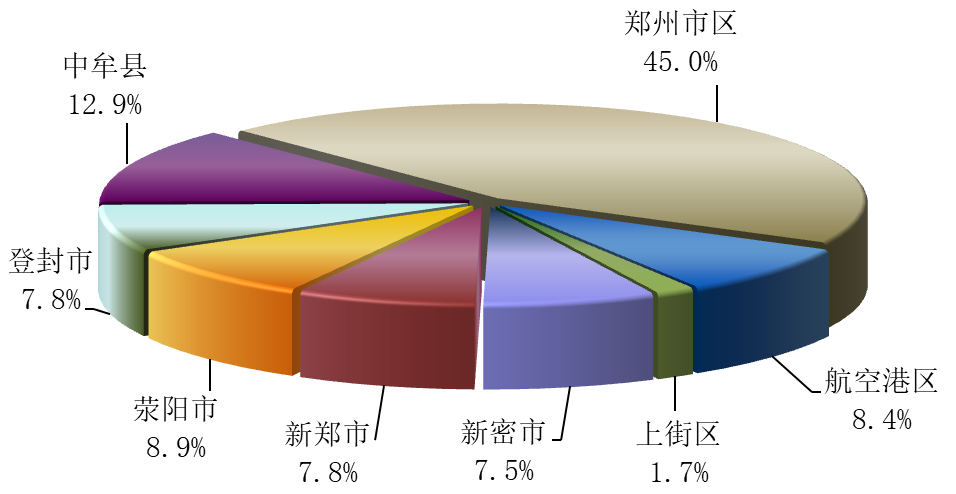 郑州市区
45.0%
中牟县
12.9%
登封市
7.8%
荥阳市
8.9%
新郑市
7.8%
新密市
7.5%
上街区
1.7%
航空港区
8.4%